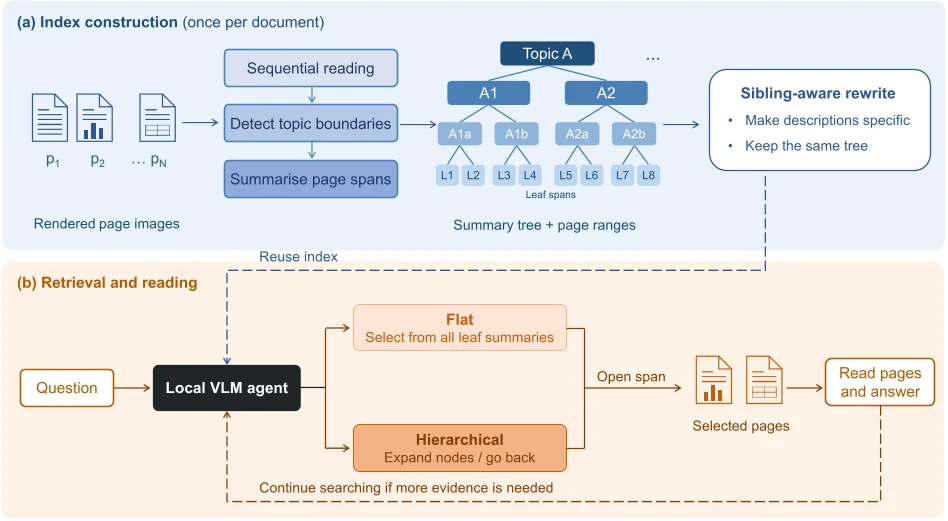 (a) Index construction (once per document)
Sequential reading
Detect topic boundaries
Summarise page spans
p1 p2 ... pN
Rendered page images
Topic A
...
A1 A2
A1a A1b A2a A2b
L1 L2 L3 L4 L5 L6 L7 L8
Leaf spans
Summary tree + page ranges
Sibling-aware rewrite
• Make descriptions specific
• Keep the same tree
Reuse index
(b) Retrieval and reading
Question
Local VLM agent
Flat
Select from all leaf summaries
Hierarchical
Expand nodes / go back
Open span
Selected pages
Read pages
and answer
Continue searching if more evidence is needed